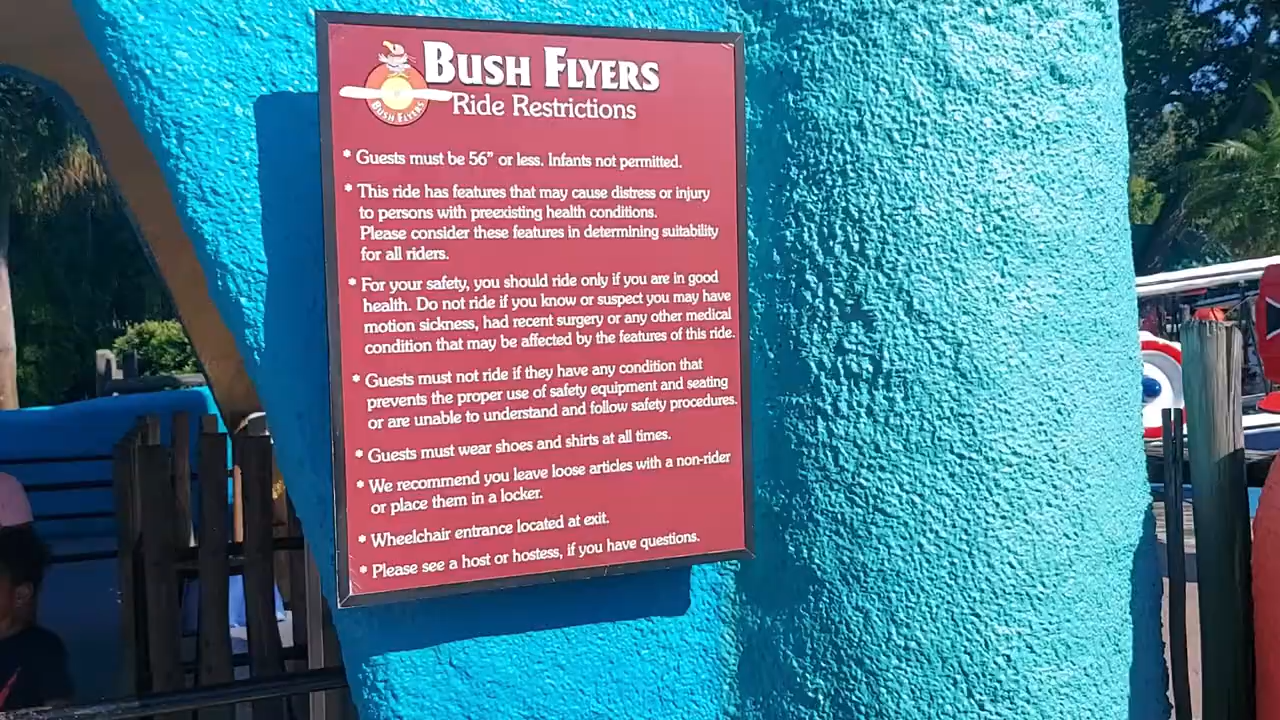 BUSH FLYERS
BUSH FLYERS
Ride Restrictions
* Guests must be 56" or less. Infants not permitted.
* This ride has features that may cause distress or injury
to persons with preexisting health conditions.
Please consider these features in determining suitability
for all riders.
* For your safety, you should ride only if you are in good
health. Do not ride if you know or suspect you may have
motion sickness, had recent surgery or any other medical
condition that may be affected by the features of this ride.
* Guests must not ride if they have any condition that
prevents the proper use of safety equipment and seating
or are unable to understand and follow safety procedures.
* Guests must wear shoes and shirts at all times.
* We recommend you leave loose articles with a non-rider
or place them in a locker.
* Wheelchair entrance located at exit.
* Please see a host or hostess, if you have questions.